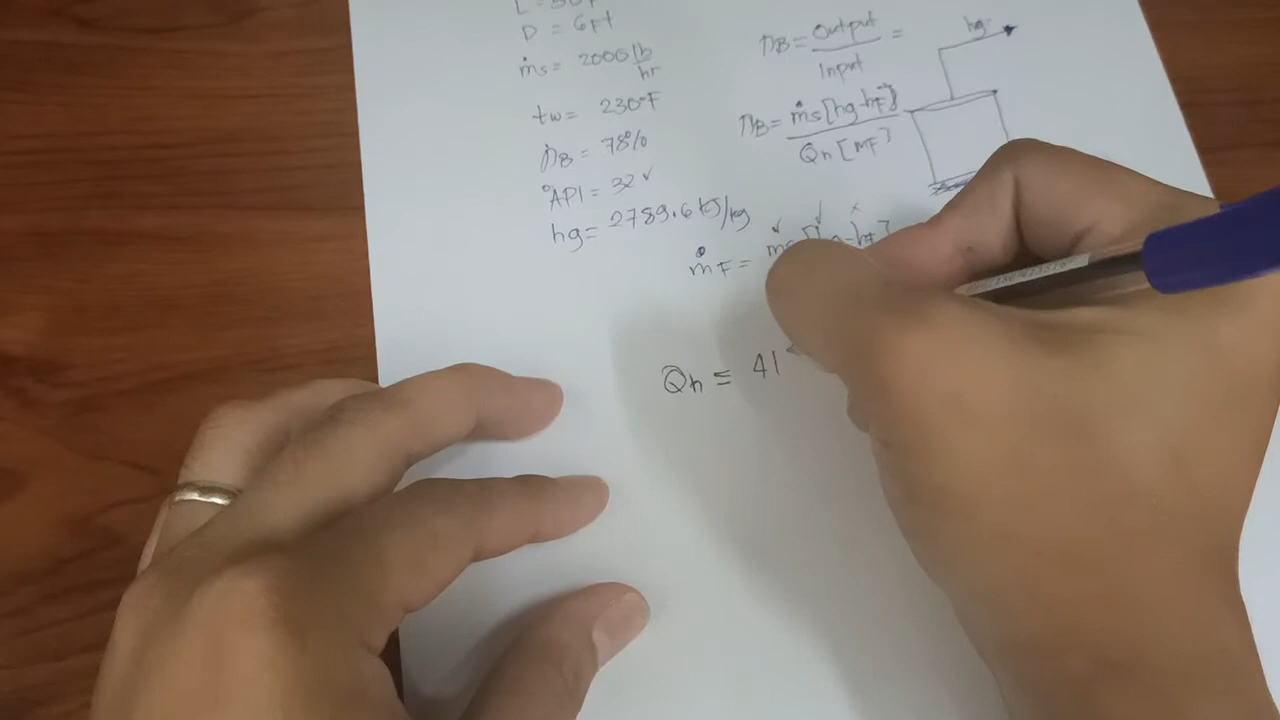 D = 6ft
ṁs = 2000 lb/hr
tw = 230°F
ηB = 78%
°API = 32 ✓
hg = 2789.6 kJ/kg
ηB = Output/Input =
hg
ηB = ṁs[hg-hF]/Qh[mF]
ṁF =
Qh = 41